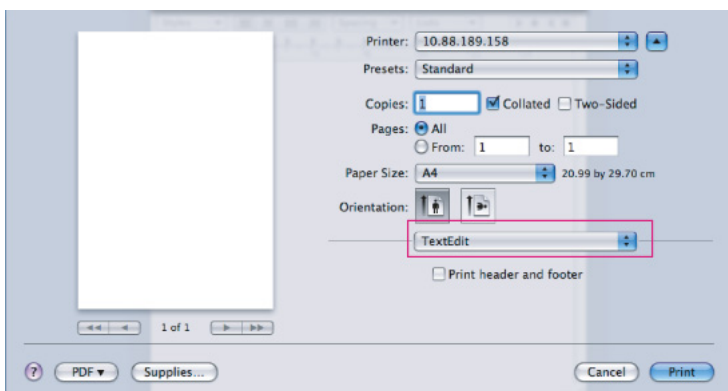 Printer: 10.88.189.158
Presets: Standard
Copies: 1 Collated Two-Sided
Pages: All
From: 1 to: 1
Paper Size: A4 20.99 by 29.70 cm
Orientation:
TextEdit
Print header and footer
1 of 1
? PDF Supplies... Cancel Print